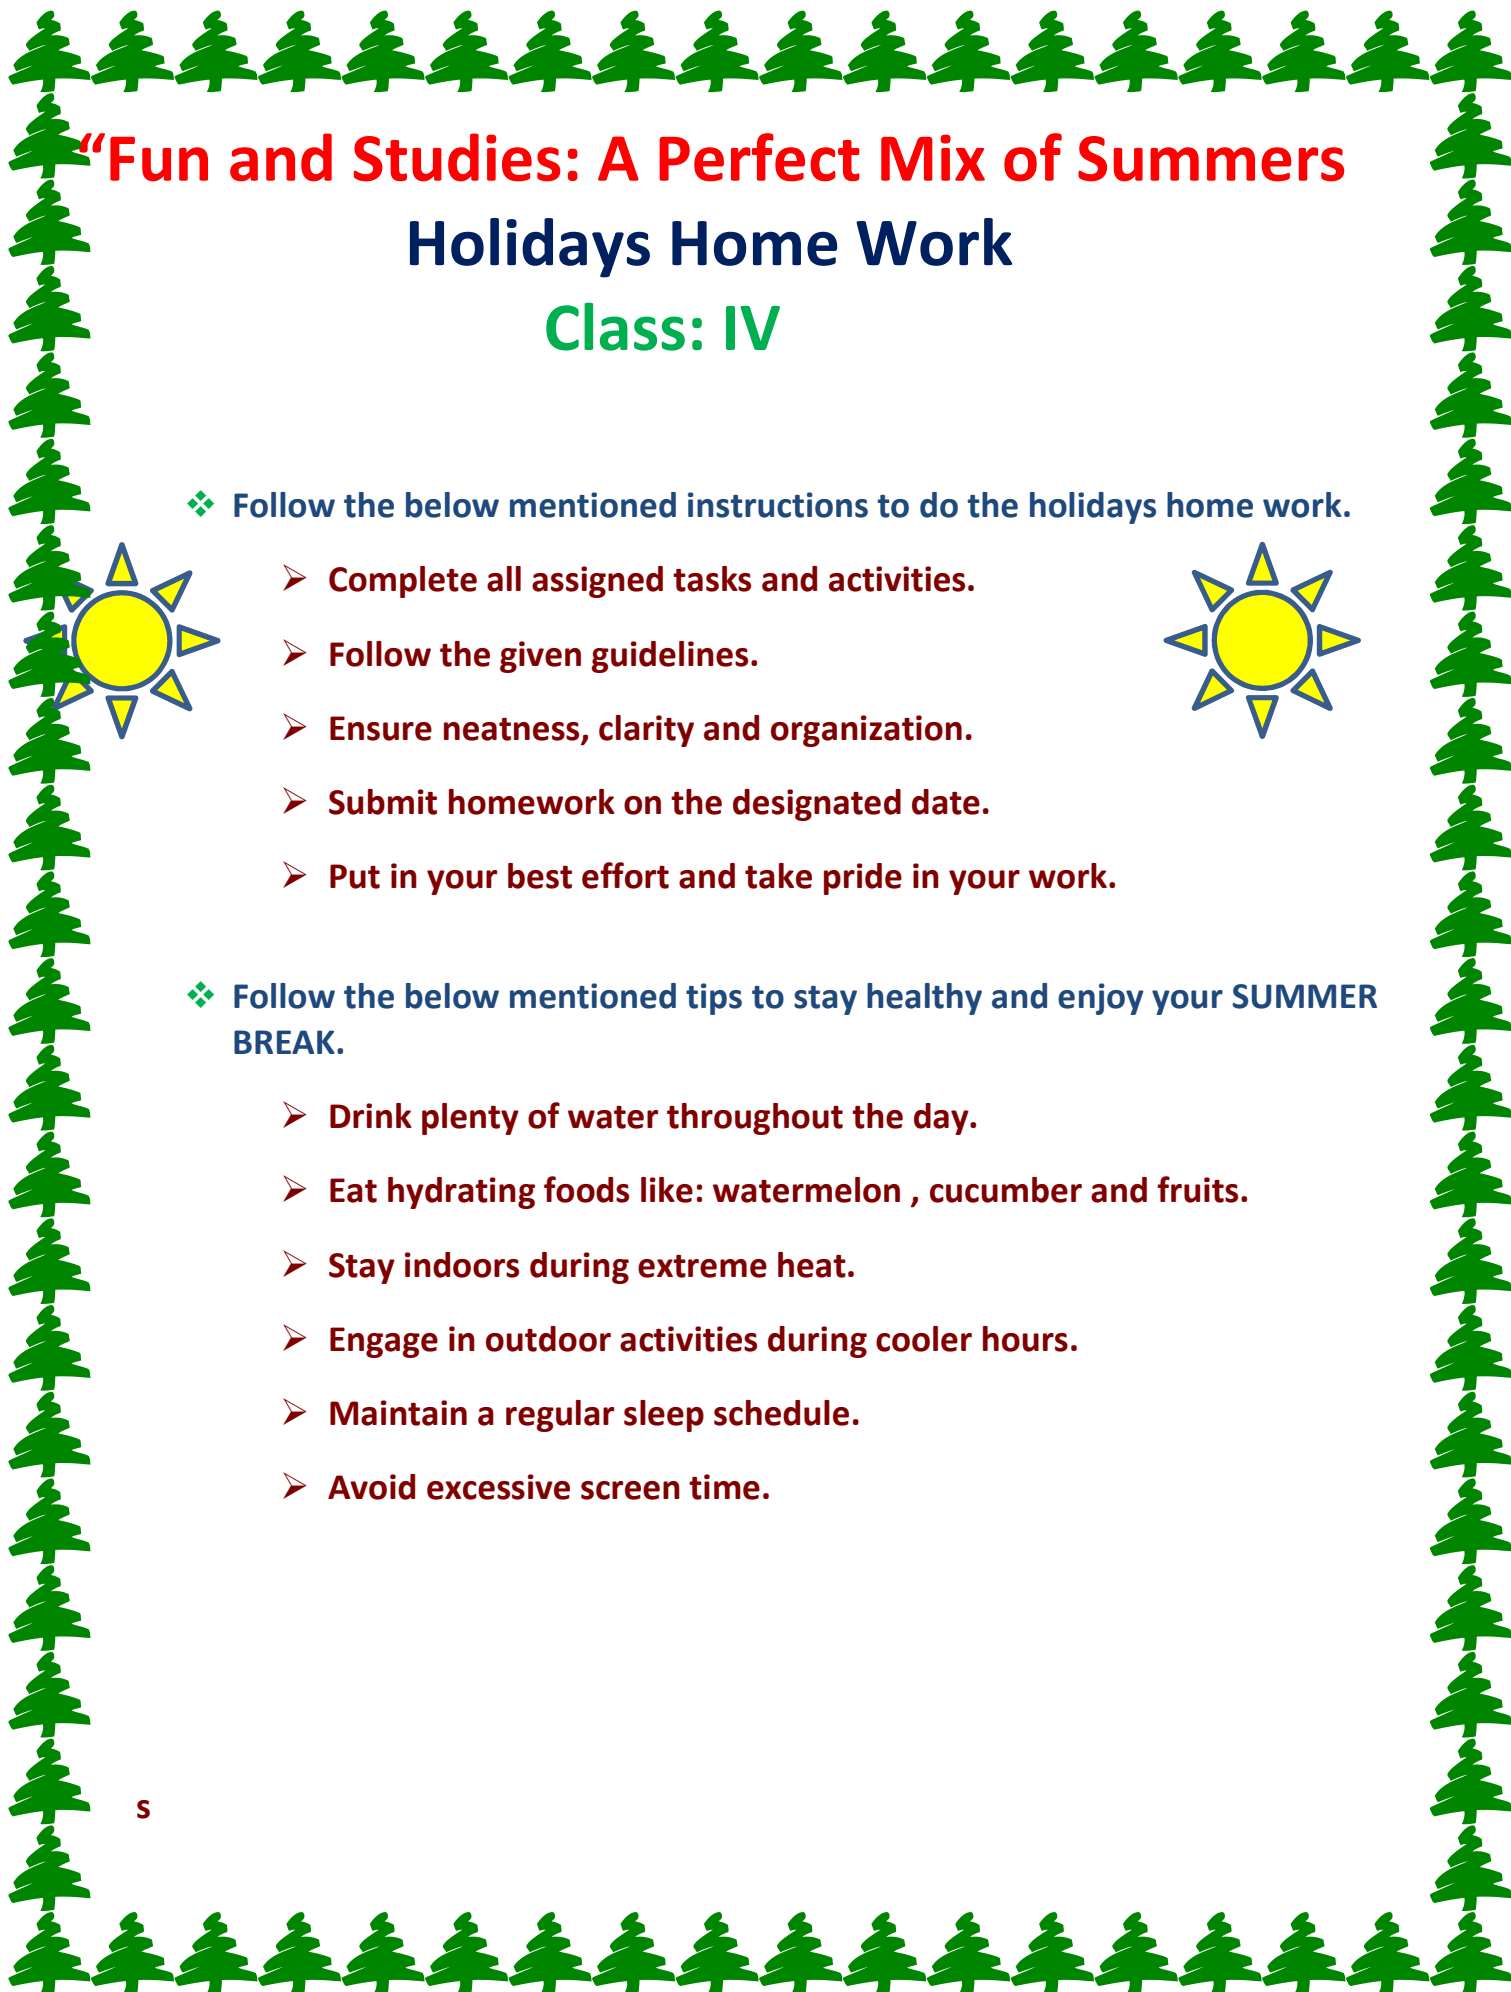 “Fun and Studies: A Perfect Mix of Summers
Holidays Home Work
Class: IV
❖ Follow the below mentioned instructions to do the holidays home work.
➢ Complete all assigned tasks and activities.
➢ Follow the given guidelines.
➢ Ensure neatness, clarity and organization.
➢ Submit homework on the designated date.
➢ Put in your best effort and take pride in your work.
❖ Follow the below mentioned tips to stay healthy and enjoy your SUMMER
BREAK.
➢ Drink plenty of water throughout the day.
➢ Eat hydrating foods like: watermelon , cucumber and fruits.
➢ Stay indoors during extreme heat.
➢ Engage in outdoor activities during cooler hours.
➢ Maintain a regular sleep schedule.
➢ Avoid excessive screen time.
s